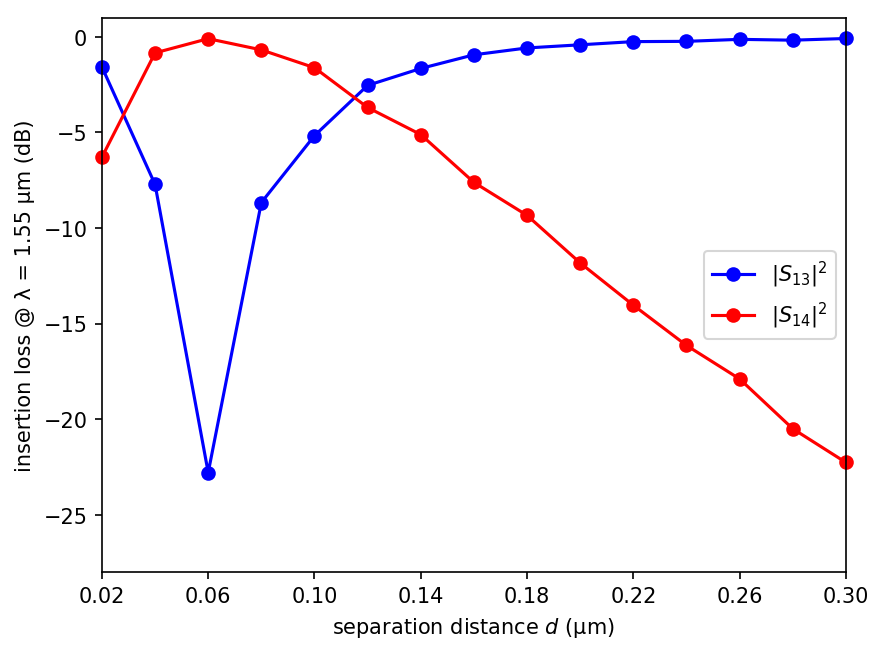 insertion loss @ λ = 1.55 μm (dB)
0
−5
−10
−15
−20
−25
|S₁₃|²
|S₁₄|²
0.02 0.06 0.10 0.14 0.18 0.22 0.26 0.30
separation distance d (μm)